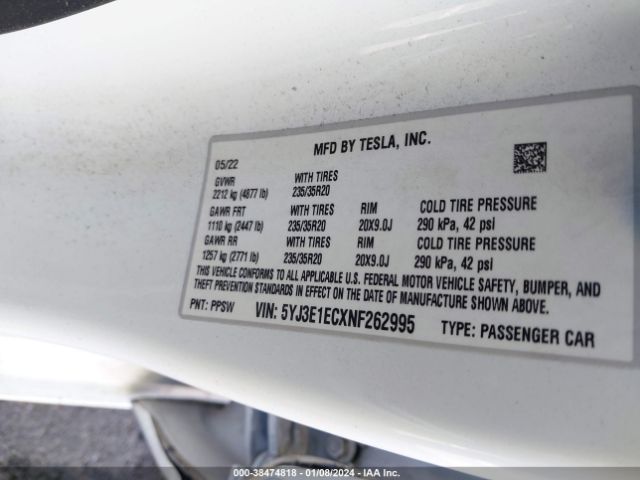 MFD BY TESLA, INC.
05/22
GVWR WITH TIRES
2212 kg (4877 lb) 235/35R20
GAWR FRT WITH TIRES RIM COLD TIRE PRESSURE
1110 kg (2447 lb) 235/35R20 20X9.0J 290 kPa, 42 psi
GAWR RR WITH TIRES RIM COLD TIRE PRESSURE
1257 kg (2771 lb) 235/35R20 20X9.0J 290 kPa, 42 psi
THIS VEHICLE CONFORMS TO ALL APPLICABLE U.S. FEDERAL MOTOR VEHICLE SAFETY, BUMPER, AND
THEFT PREVENTION STANDARDS IN EFFECT ON THE DATE OF MANUFACTURE SHOWN ABOVE.
PNT: PPSW VIN: 5YJ3E1ECXNF262995 TYPE: PASSENGER CAR
000-38474818 - 01/08/2024 - IAA Inc.